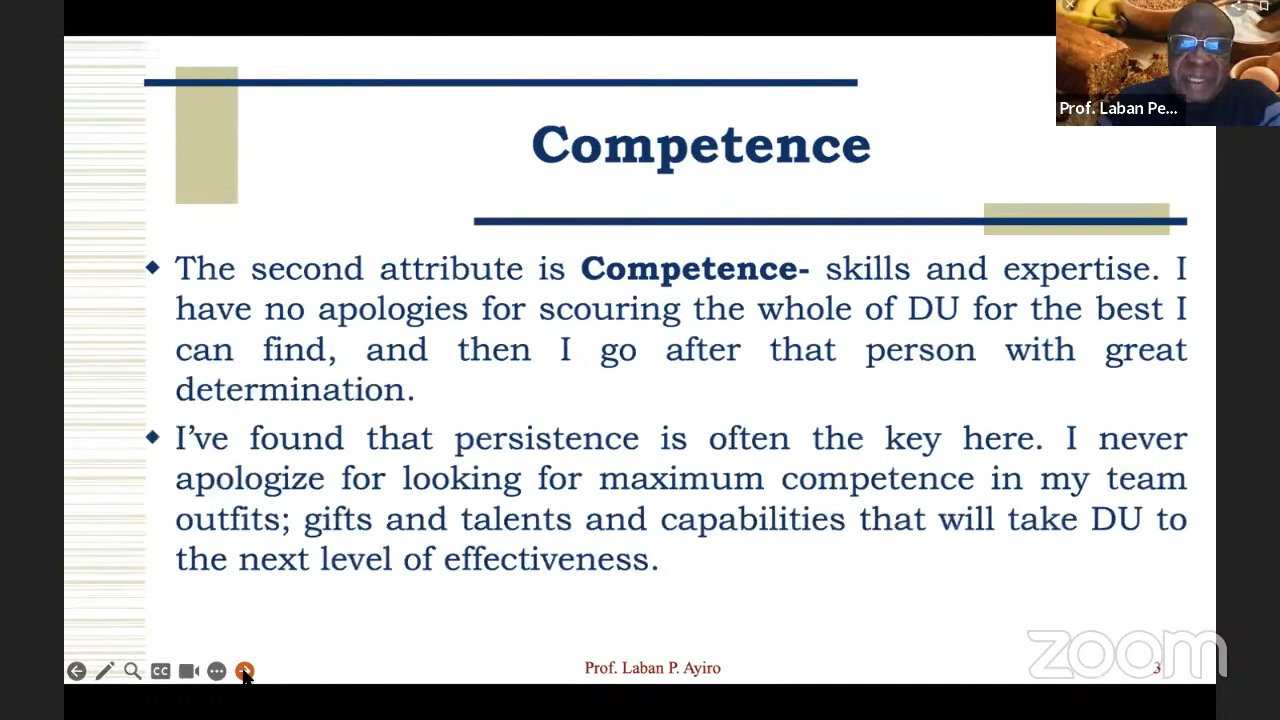 Prof. Laban Pe...
Competence
The second attribute is Competence- skills and expertise. I
have no apologies for scouring the whole of DU for the best I
can find, and then I go after that person with great
determination.
I've found that persistence is often the key here. I never
apologize for looking for maximum competence in my team
outfits; gifts and talents and capabilities that will take DU to
the next level of effectiveness.
CC
Prof. Laban P. Ayiro
3
zoom